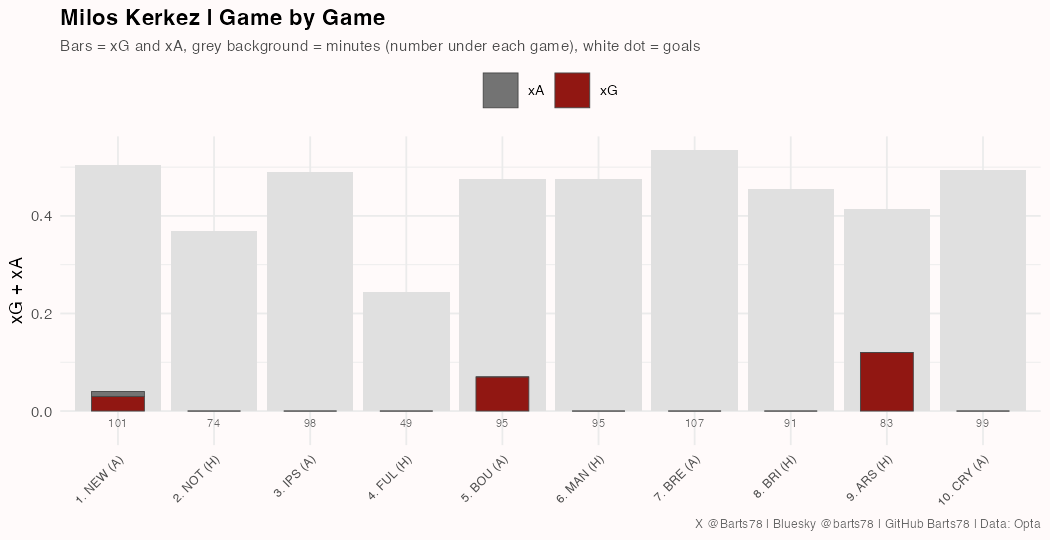 Milos Kerkez I Game by Game
Bars = xG and xA, grey background = minutes (number under each game), white dot = goals
xA xG
xG + xA
0.4
0.2
0.0
101 74 98 49 95 95 107 91 83 99
1. NEW (A) 2. NOT (H) 3. IPS (A) 4. FUL (H) 5. BOU (A) 6. MAN (H) 7. BRE (A) 8. BRI (H) 9. ARS (H) 10. CRY (A)
X @Barts78 I Bluesky @barts78 I GitHub Barts78 I Data: Opta